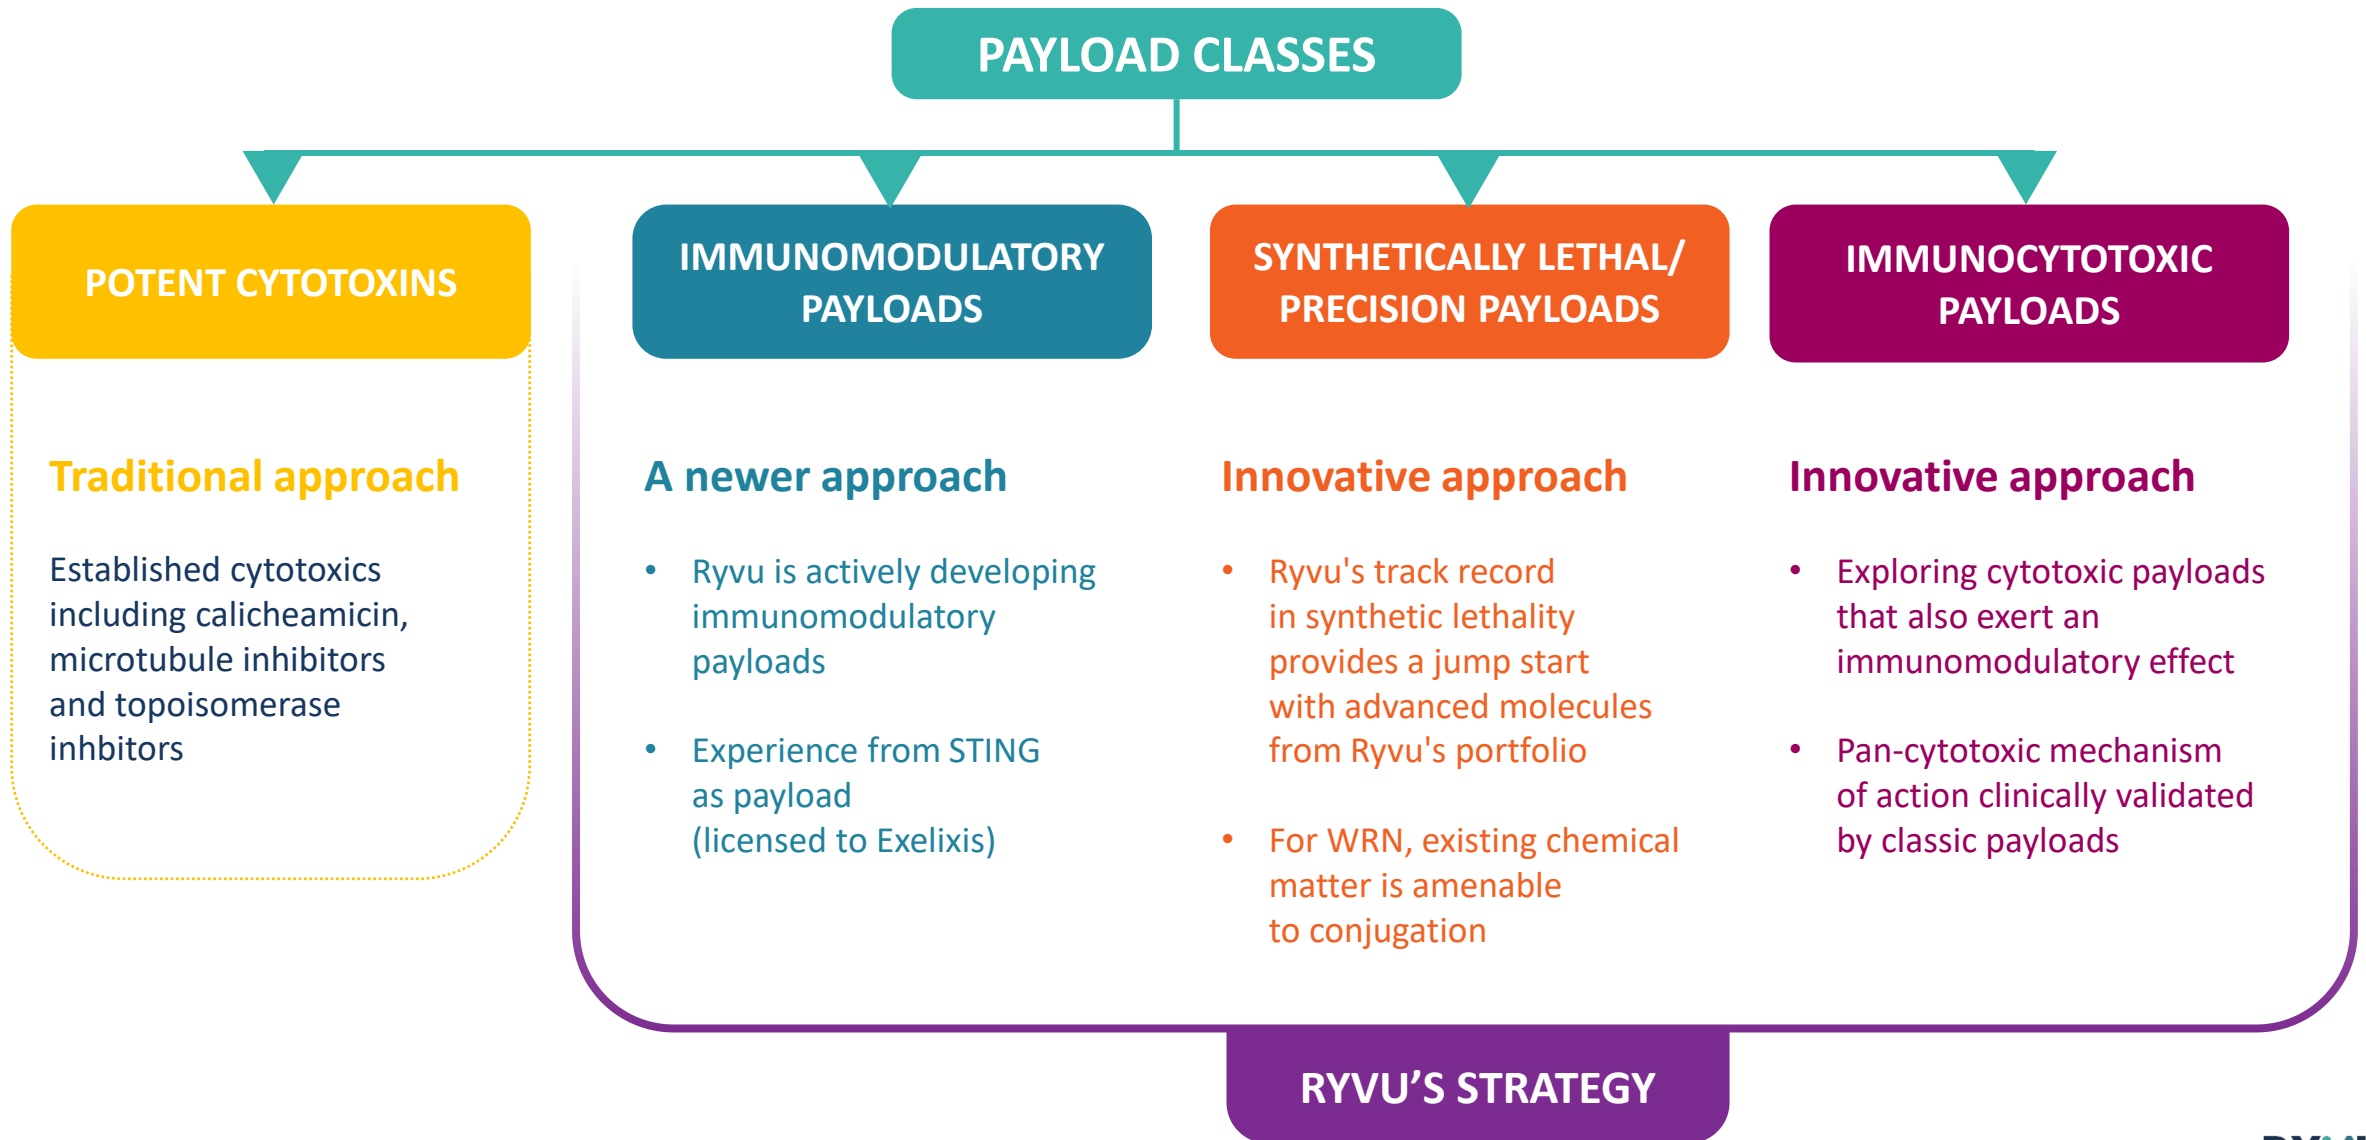 PAYLOAD CLASSES
POTENT CYTOTOXINS
Traditional approach
Established cytotoxics
including calicheamicin,
microtubule inhibitors
and topoisomerase
inhbitors
IMMUNOMODULATORY
PAYLOADS
A newer approach
• Ryvu is actively developing
immunomodulatory
payloads
• Experience from STING
as payload
(licensed to Exelixis)
SYNTHETICALLY LETHAL/
PRECISION PAYLOADS
Innovative approach
• Ryvu's track record
in synthetic lethality
provides a jump start
with advanced molecules
from Ryvu's portfolio
• For WRN, existing chemical
matter is amenable
to conjugation
IMMUNOCYTOTOXIC
PAYLOADS
Innovative approach
• Exploring cytotoxic payloads
that also exert an
immunomodulatory effect
• Pan-cytotoxic mechanism
of action clinically validated
by classic payloads
RYVU’S STRATEGY